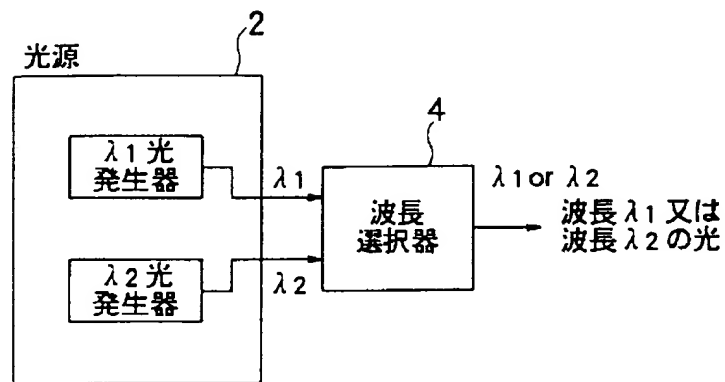 2
光源
λ1光
発生器
λ1
4
波長
選択器
λ1 or λ2
波長λ1又は
波長λ2の光
λ2光
発生器
λ2